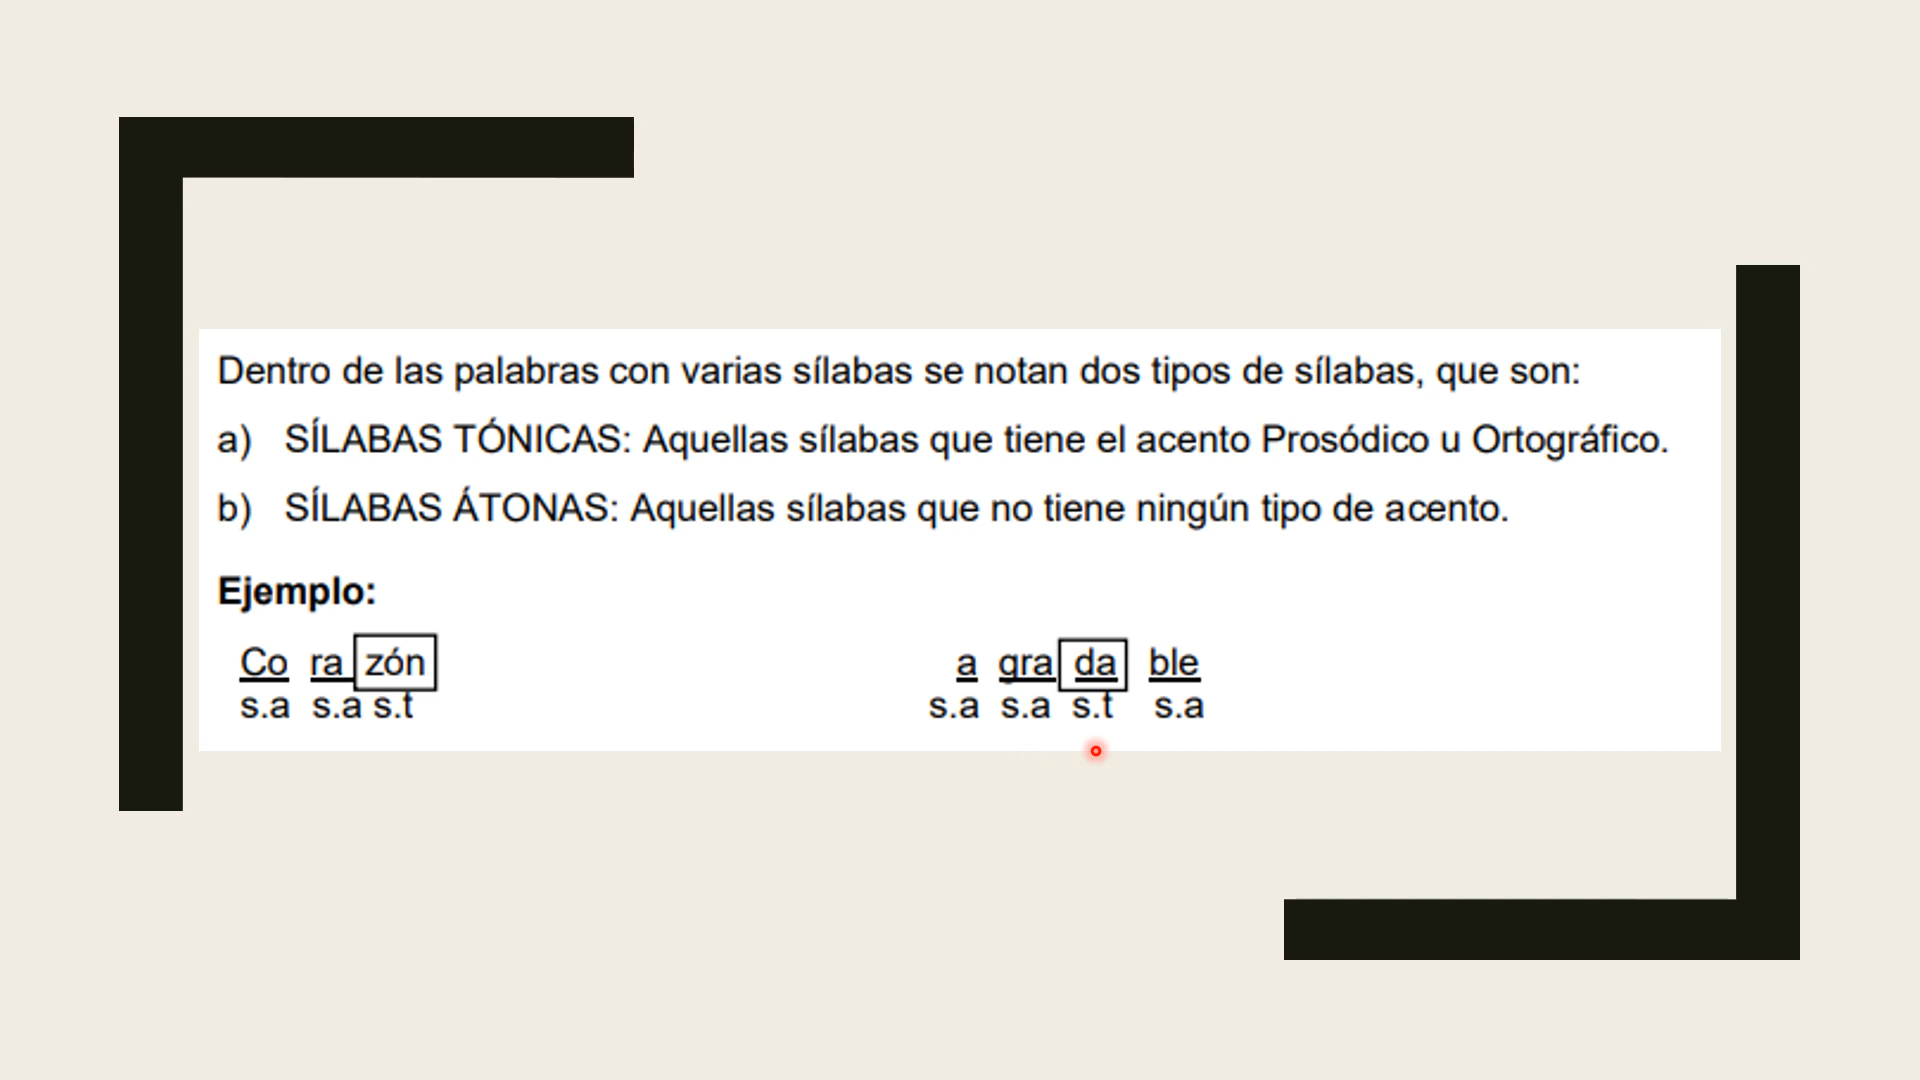 Dentro de las palabras con varias sílabas se notan dos tipos de sílabas, que son:
a) SÍLABAS TÓNICAS: Aquellas sílabas que tiene el acento Prosódico u Ortográfico.
b) SÍLABAS ÁTONAS: Aquellas sílabas que no tiene ningún tipo de acento.
Ejemplo:
Co ra zón a gra da ble
s.a s.a s.t s.a s.a s.t s.a